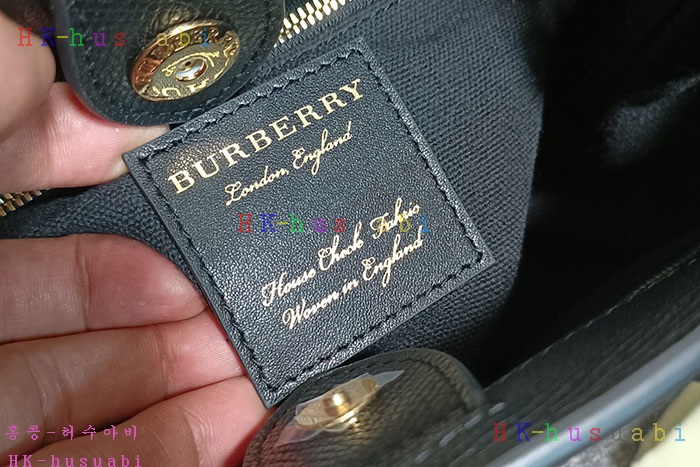 HK-husuabi
BURBERRY
London, England
HK-husuabi
House Check Fabric
Woven in England
홍콩-허수아비
HK-husuabi
HK-husuabi